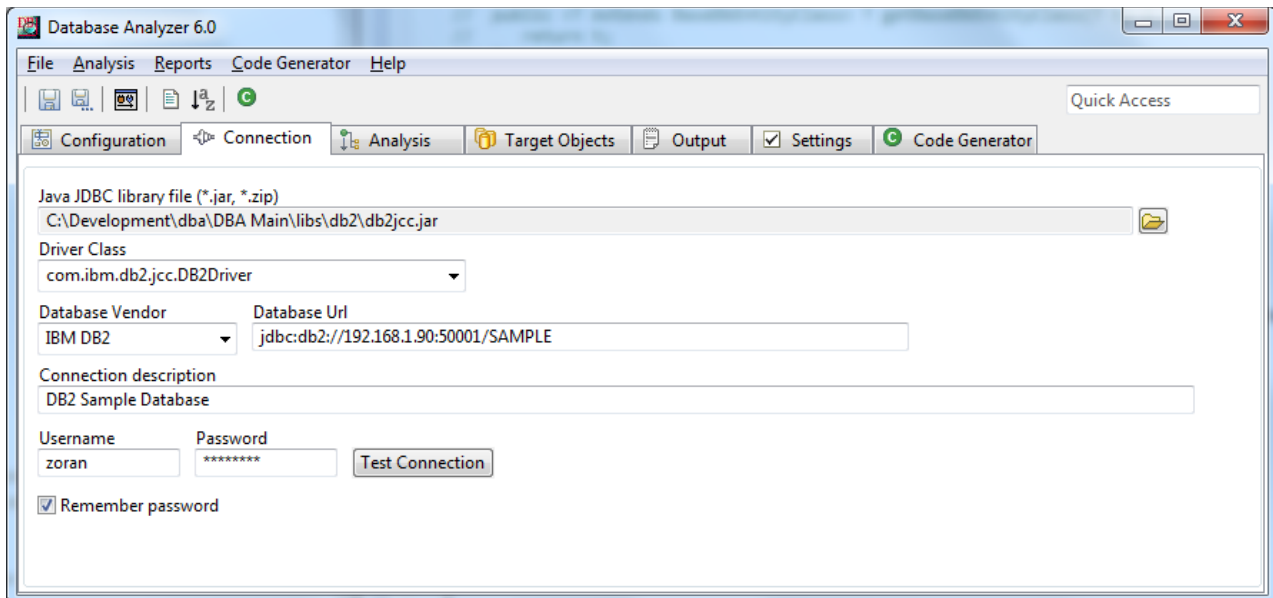 Database Analyzer 6.0
File Analysis Reports Code Generator Help
Quick Access
Configuration Connection Analysis Target Objects Output Settings Code Generator
Java JDBC library file (*.jar, *.zip)
C:\Development\dba\DBA Main\libs\db2\db2jcc.jar
Driver Class
com.ibm.db2.jcc.DB2Driver
Database Vendor Database Url
IBM DB2 jdbc:db2://192.168.1.90:50001/SAMPLE
Connection description
DB2 Sample Database
Username Password
zoran ******** Test Connection
Remember password